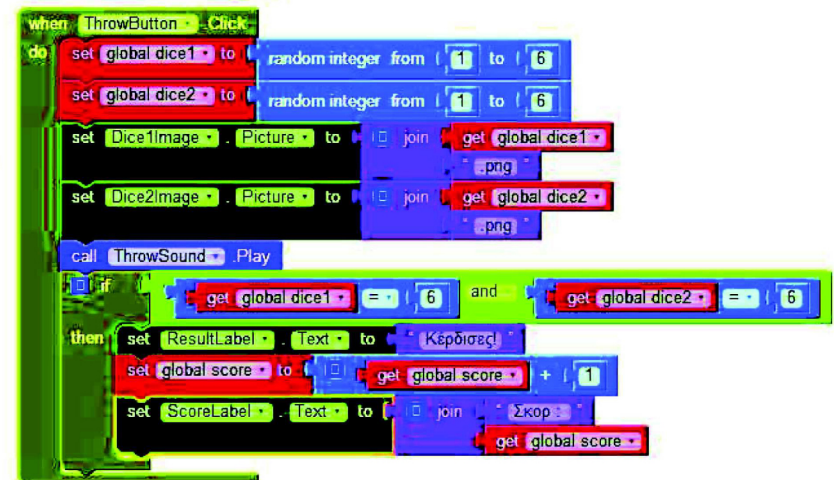 when ThrowButton .Click
do set global dice1 to random integer from 1 to 6
set global dice2 to random integer from 1 to 6
set Dice1Image . Picture to join get global dice1
" .png "
set Dice2Image . Picture to join get global dice2
" .png "
call ThrowSound .Play
if get global dice1 = 6 and get global dice2 = 6
then set ResultLabel . Text to " Κέρδισες! "
set global score to get global score + 1
set ScoreLabel . Text to join " Σκορ : "
get global score